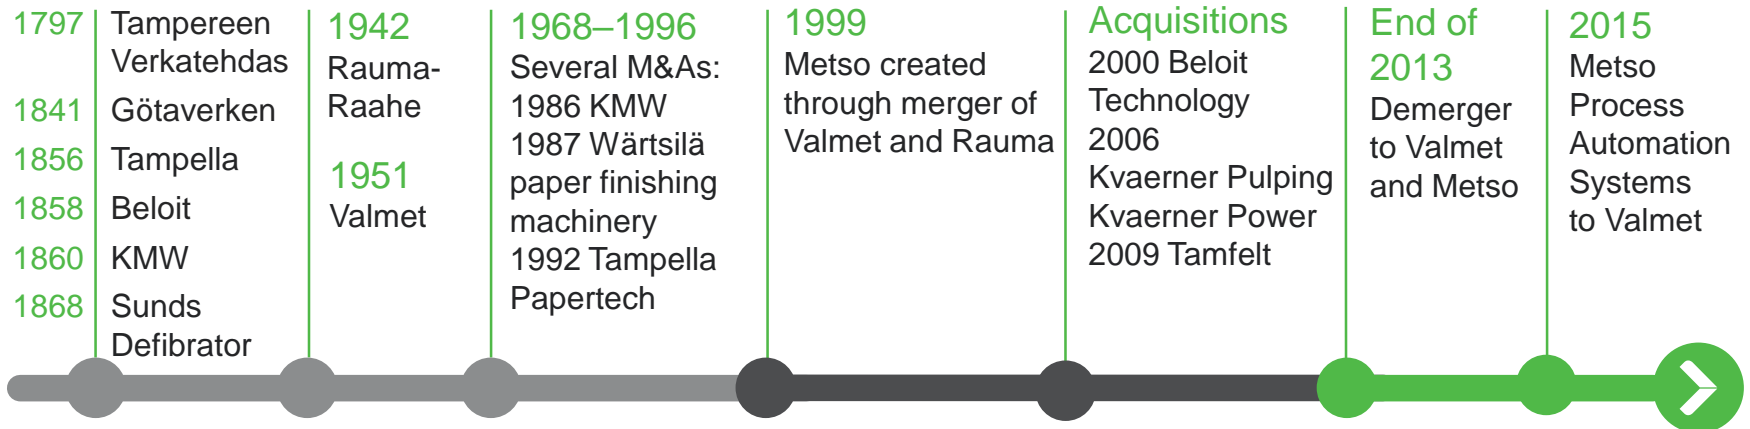 1797 Tampereen
Verkatehdas
1841 Götaverken
1856 Tampella
1858 Beloit
1860 KMW
1868 Sunds
Defibrator
1942
Rauma-
Raahe
1951
Valmet
1968–1996
Several M&As:
1986 KMW
1987 Wärtsilä
paper finishing
machinery
1992 Tampella
Papertech
1999
Metso created
through merger of
Valmet and Rauma
Acquisitions
2000 Beloit
Technology
2006
Kvaerner Pulping
Kvaerner Power
2009 Tamfelt
End of
2013
Demerger
to Valmet
and Metso
2015
Metso
Process
Automation
Systems
to Valmet